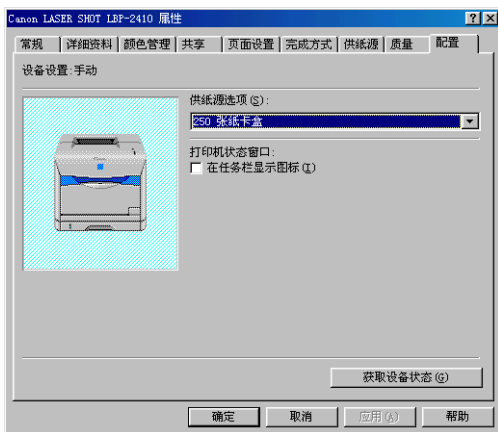 Canon LASER SHOT LBP-2410 属性
常规 详细资料 颜色管理 共享 页面设置 完成方式 供纸源 质量 配置
设备设置:手动
供纸源选项(S):
250 张纸卡盒
打印机状态窗口:
在任务栏显示图标(I)
获取设备状态(G)
确定 取消 应用(A) 帮助